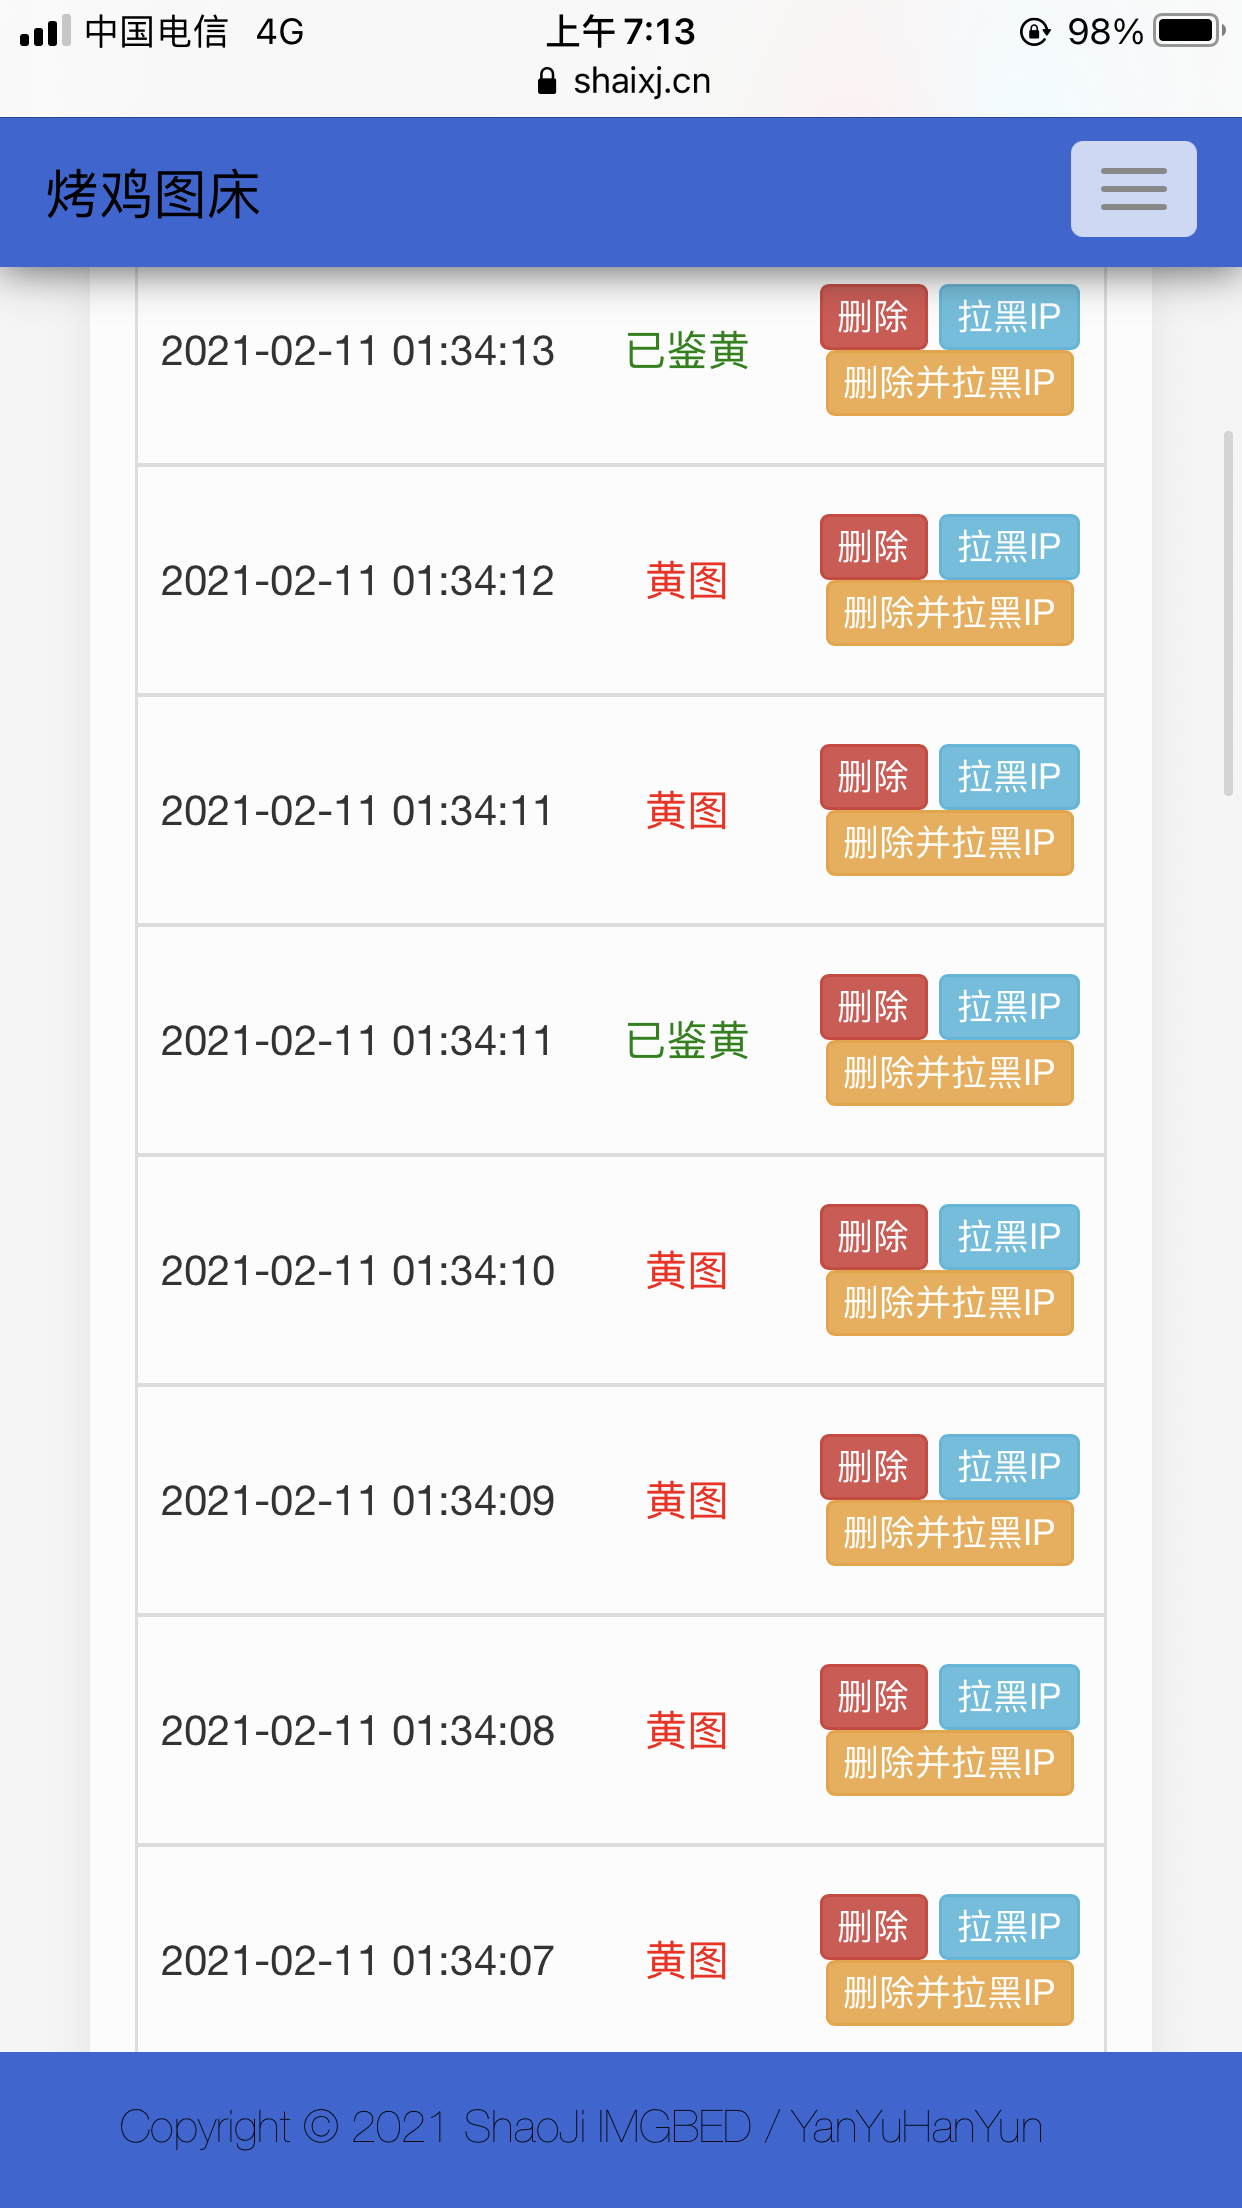 中国电信 4G 上午7:13 98%
shaixj.cn
烤鸡图床
2021-02-11 01:34:13 已鉴黄 删除 拉黑IP
删除并拉黑IP
2021-02-11 01:34:12 黄图 删除 拉黑IP
删除并拉黑IP
2021-02-11 01:34:11 黄图 删除 拉黑IP
删除并拉黑IP
2021-02-11 01:34:11 已鉴黄 删除 拉黑IP
删除并拉黑IP
2021-02-11 01:34:10 黄图 删除 拉黑IP
删除并拉黑IP
2021-02-11 01:34:09 黄图 删除 拉黑IP
删除并拉黑IP
2021-02-11 01:34:08 黄图 删除 拉黑IP
删除并拉黑IP
2021-02-11 01:34:07 黄图 删除 拉黑IP
删除并拉黑IP
Copyright © 2021 ShaoJi IMGBED / YanYuHanYun